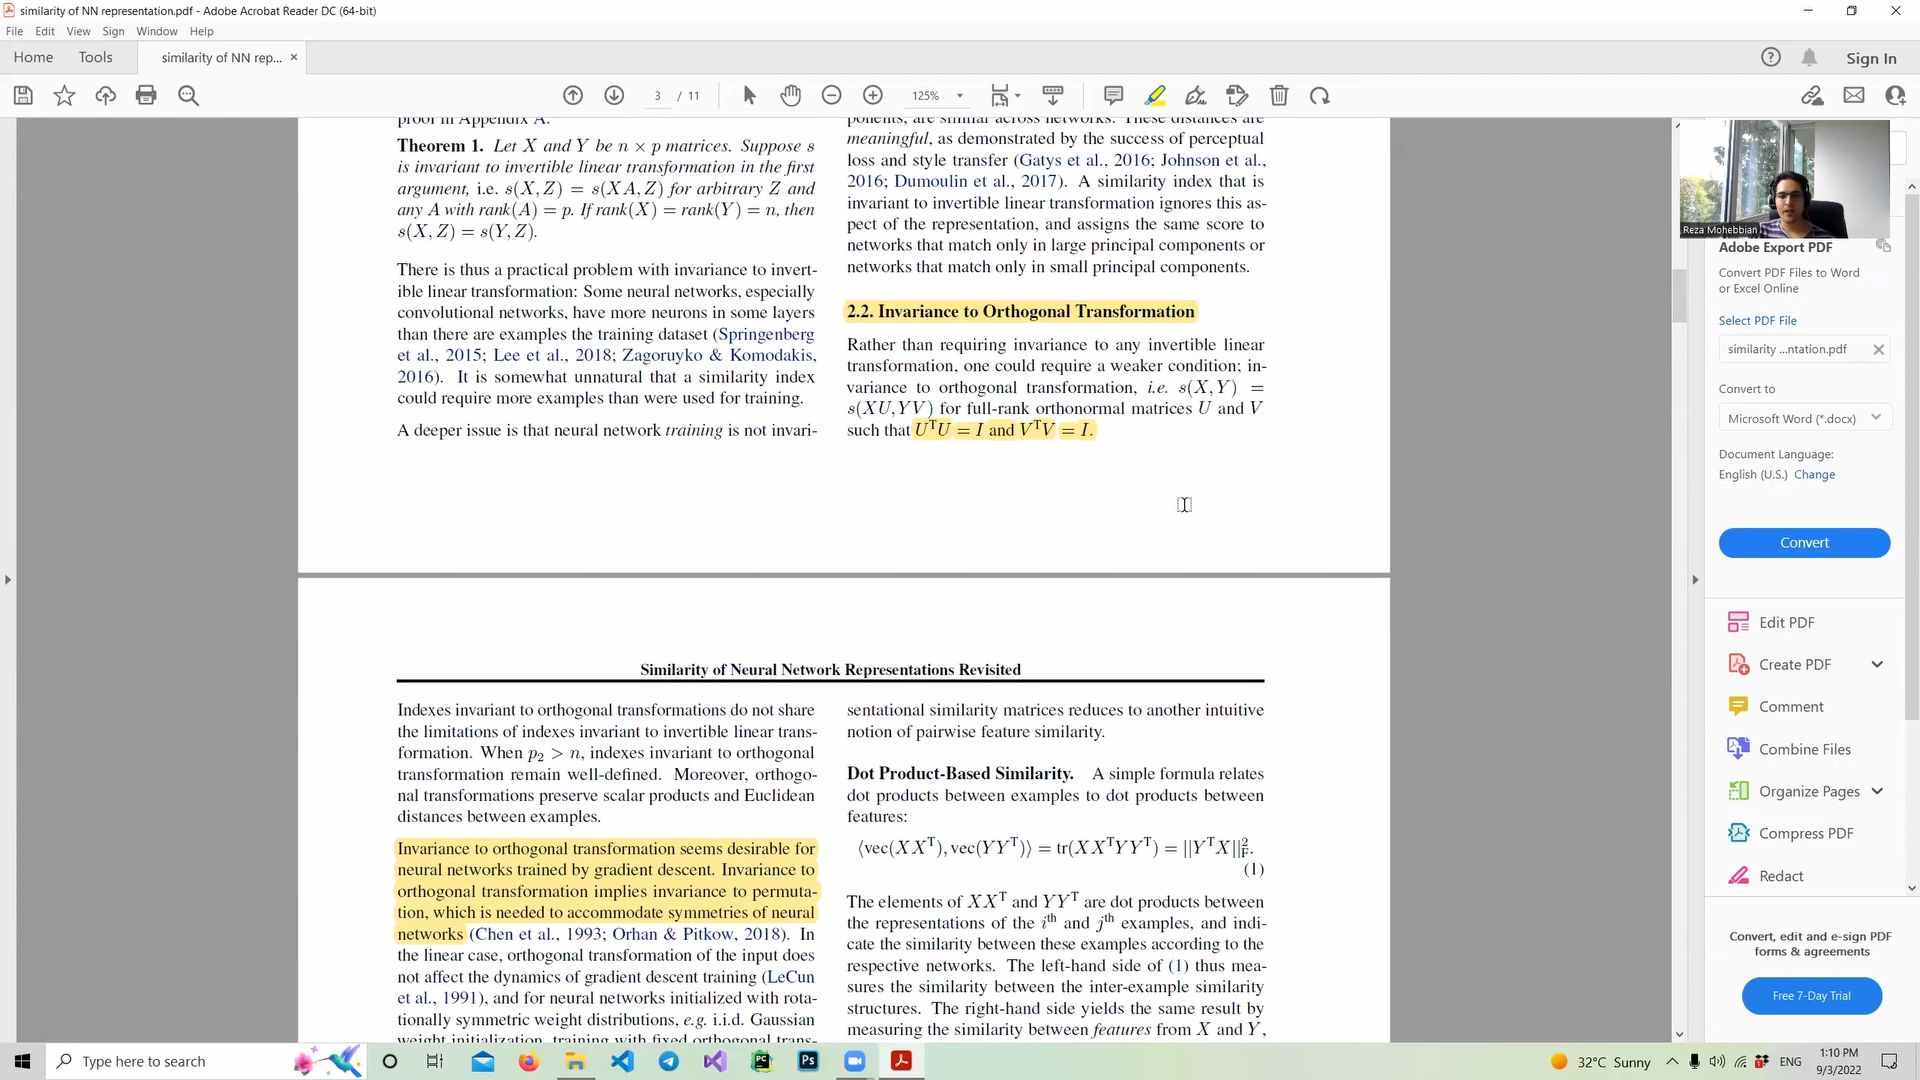 similarity of NN representation.pdf - Adobe Acrobat Reader DC (64-bit)
File Edit View Sign Window Help
Home Tools similarity of NN rep... × Sign In
3 / 11 125%
proof in Appendix A.
Theorem 1. Let X and Y be n × p matrices. Suppose s
is invariant to invertible linear transformation in the first
argument, i.e. s(X, Z) = s(XA, Z) for arbitrary Z and
any A with rank(A) = p. If rank(X) = rank(Y) = n, then
s(X, Z) = s(Y, Z).
There is thus a practical problem with invariance to invert-
ible linear transformation: Some neural networks, especially
convolutional networks, have more neurons in some layers
than there are examples the training dataset (Springenberg
et al., 2015; Lee et al., 2018; Zagoruyko & Komodakis,
2016). It is somewhat unnatural that a similarity index
could require more examples than were used for training.
A deeper issue is that neural network training is not invari-
ponents, are similar across networks. These distances are
meaningful, as demonstrated by the success of perceptual
loss and style transfer (Gatys et al., 2016; Johnson et al.,
2016; Dumoulin et al., 2017). A similarity index that is
invariant to invertible linear transformation ignores this as-
pect of the representation, and assigns the same score to
networks that match only in large principal components or
networks that match only in small principal components.
2.2. Invariance to Orthogonal Transformation
Rather than requiring invariance to any invertible linear
transformation, one could require a weaker condition; in-
variance to orthogonal transformation, i.e. s(X, Y) =
s(XU, YV) for full-rank orthonormal matrices U and V
such that UᵀU = I and VᵀV = I.
Similarity of Neural Network Representations Revisited
Indexes invariant to orthogonal transformations do not share
the limitations of indexes invariant to invertible linear trans-
formation. When p₂ > n, indexes invariant to orthogonal
transformation remain well-defined. Moreover, orthogo-
nal transformations preserve scalar products and Euclidean
distances between examples.
Invariance to orthogonal transformation seems desirable for
neural networks trained by gradient descent. Invariance to
orthogonal transformation implies invariance to permuta-
tion, which is needed to accommodate symmetries of neural
networks (Chen et al., 1993; Orhan & Pitkow, 2018). In
the linear case, orthogonal transformation of the input does
not affect the dynamics of gradient descent training (LeCun
et al., 1991), and for neural networks initialized with rota-
tionally symmetric weight distributions, e.g. i.i.d. Gaussian
weight initialization, training with fixed orthogonal trans-
sentational similarity matrices reduces to another intuitive
notion of pairwise feature similarity.
Dot Product-Based Similarity. A simple formula relates
dot products between examples to dot products between
features:
⟨vec(XXᵀ), vec(YYᵀ)⟩ = tr(XXᵀYYᵀ) = ||YᵀX||²_F.
(1)
The elements of XXᵀ and YYᵀ are dot products between
the representations of the iᵗʰ and jᵗʰ examples, and indi-
cate the similarity between these examples according to the
respective networks. The left-hand side of (1) thus mea-
sures the similarity between the inter-example similarity
structures. The right-hand side yields the same result by
measuring the similarity between features from X and Y,
Reza Mohebbian
Adobe Export PDF
Convert PDF Files to Word
or Excel Online
Select PDF File
similarity ...ntation.pdf
Convert to
Microsoft Word (*.docx)
Document Language:
English (U.S.) Change
Convert
Edit PDF
Create PDF
Comment
Combine Files
Organize Pages
Compress PDF
Redact
Convert, edit and e-sign PDF
forms & agreements
Free 7-Day Trial
Type here to search
PC
Ps
32°C Sunny
ENG
1:10 PM
9/3/2022